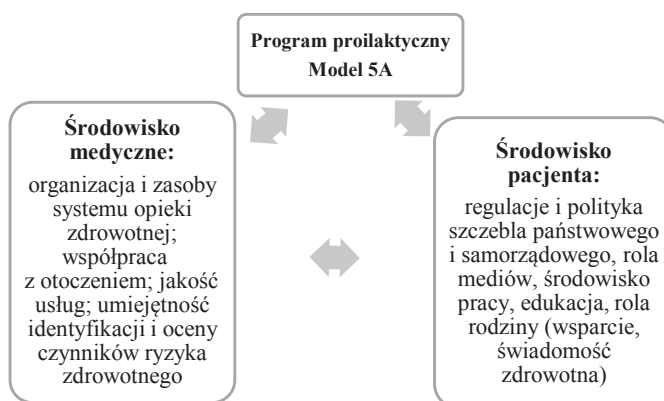 Program proilaktyczny
Model 5A
Środowisko
medyczne:
organizacja i zasoby
systemu opieki
zdrowotnej;
współpraca
z otoczeniem; jakość
usług; umiejętność
identyfikacji i oceny
czynników ryzyka
zdrowotnego
Środowisko
pacjenta:
regulacje i polityka
szczebla państwowego
i samorządowego, rola
mediów, środowisko
pracy, edukacja, rola
rodziny (wsparcie,
świadomość
zdrowotna)